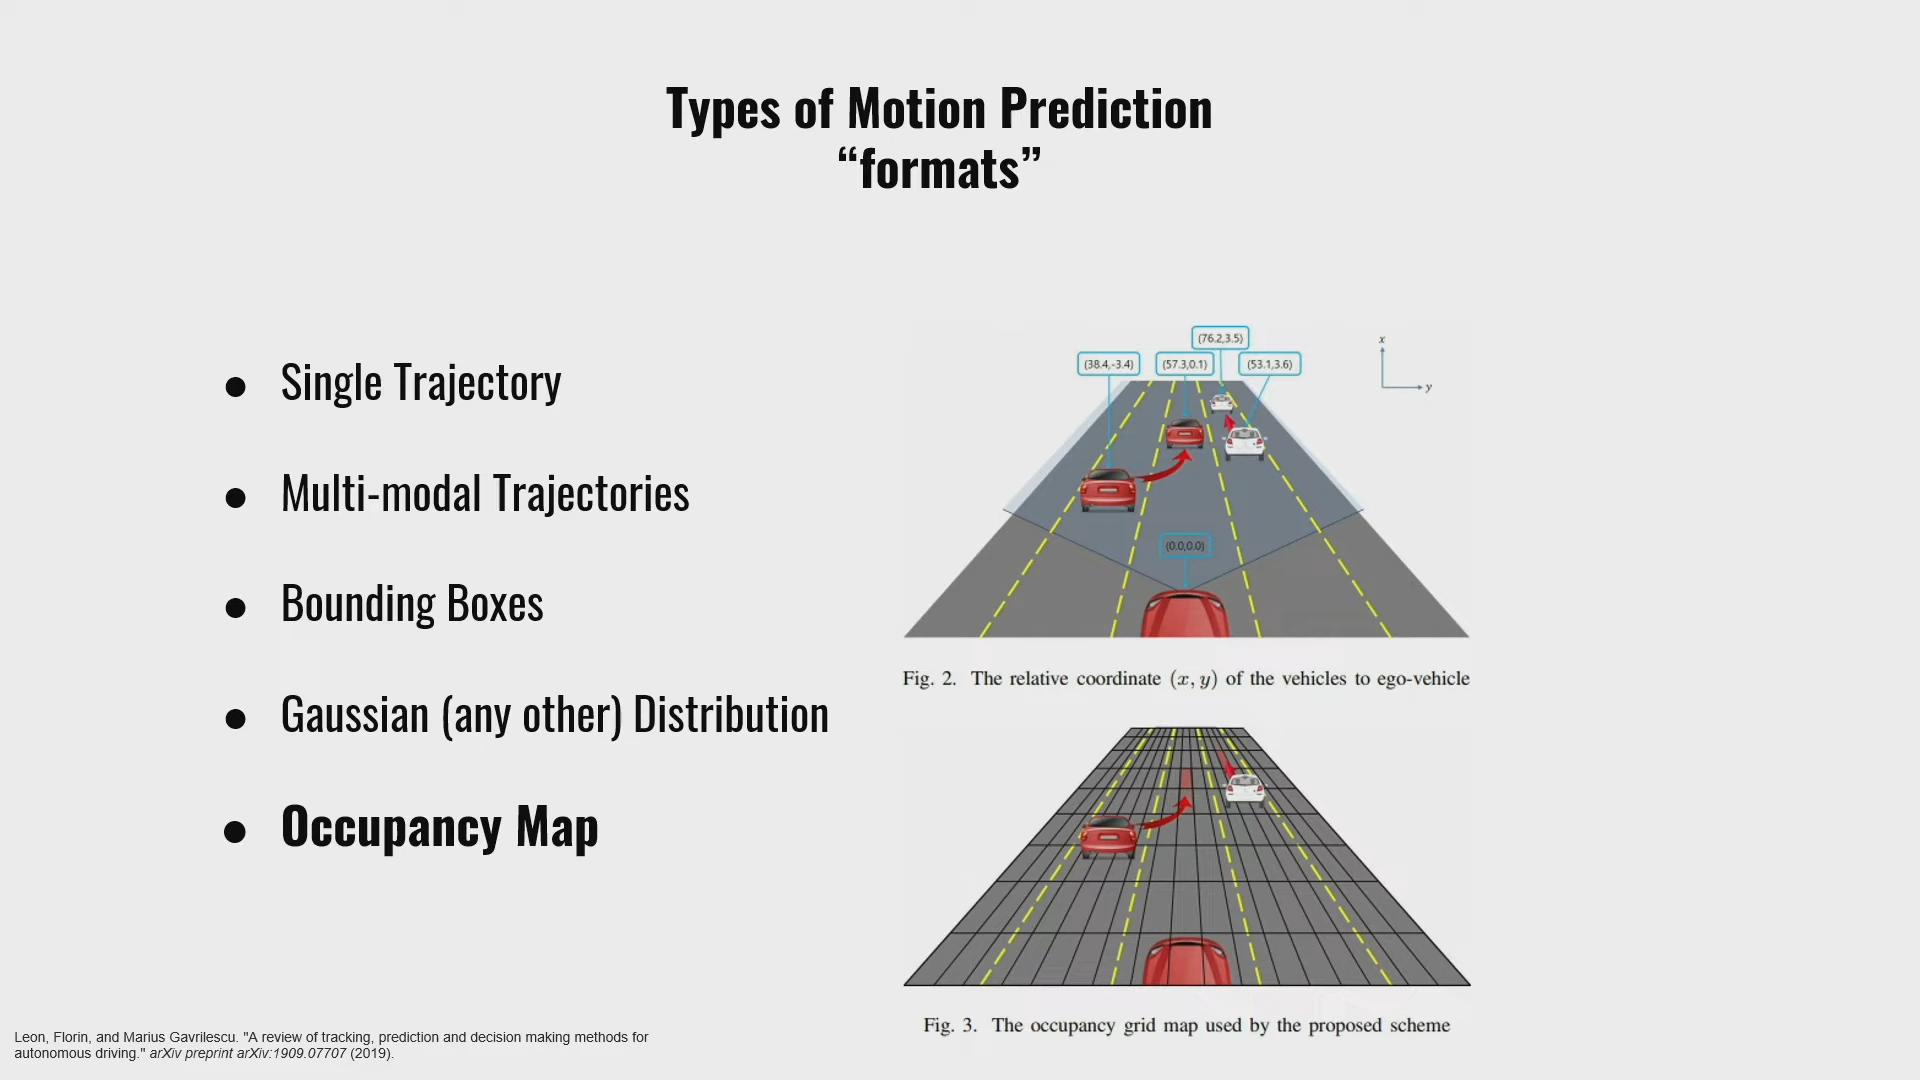 Types of Motion Prediction
“formats”
● Single Trajectory
● Multi-modal Trajectories
● Bounding Boxes
● Gaussian (any other) Distribution
● Occupancy Map
(76.2,3.5)
(38.4,-3.4)
(57.3,0.1)
(53.1,3.6)
x
y
(0.0,0.0)
Fig. 2. The relative coordinate (x, y) of the vehicles to ego-vehicle
Fig. 3. The occupancy grid map used by the proposed scheme
Leon, Florin, and Marius Gavrilescu. "A review of tracking, prediction and decision making methods for
autonomous driving." arXiv preprint arXiv:1909.07707 (2019).